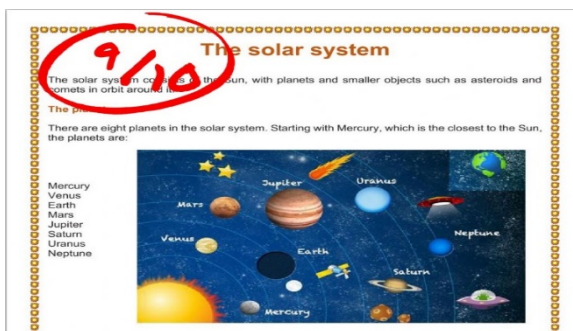 9/10
The solar system
The solar system consists of the Sun, with planets and smaller objects such as asteroids and
comets in orbit around it.
The
There are eight planets in the solar system. Starting with Mercury, which is the closest to the Sun,
the planets are:
Mercury
Venus
Earth
Mars
Jupiter
Saturn
Uranus
Neptune
Jupiter
Uranus
Mars
Neptune
Venus
Earth
Saturn
Mercury